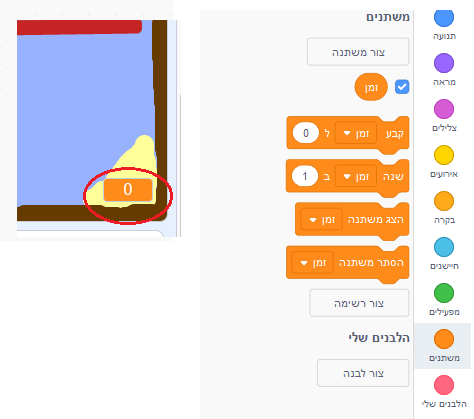 תנועה
מראה
צלילים
אירועים
בקרה
חיישנים
מפעילים
משתנים
הלבנים שלי
משתנים
צור משתנה
זמן
קבע זמן ל 0
שנה זמן ב 1
הצג משתנה זמן
הסתר משתנה זמן
צור רשימה
הלבנים שלי
צור לבנה
0